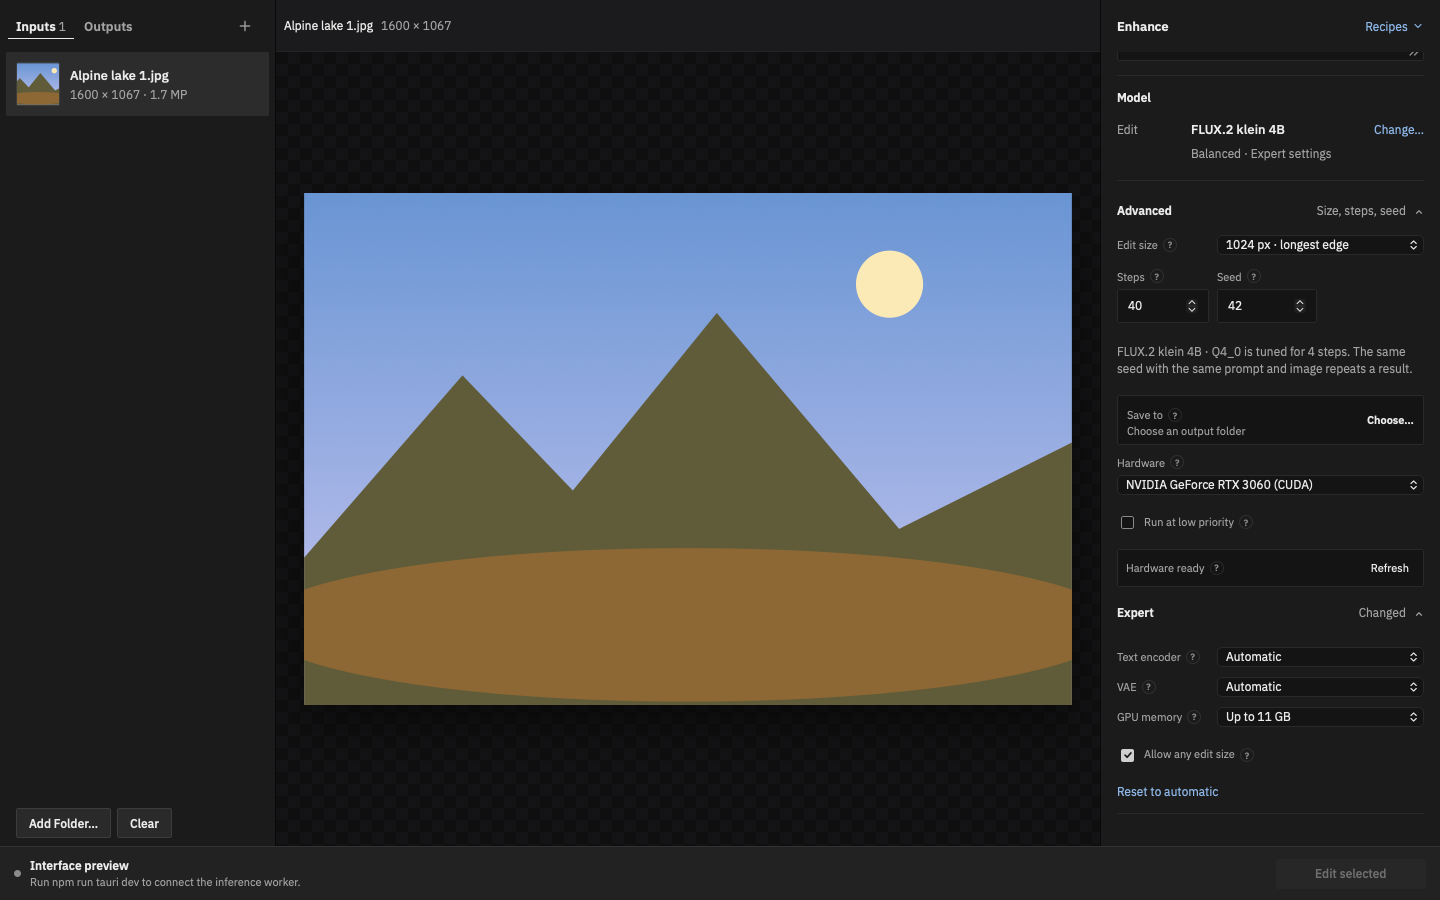 Inputs 1
Outputs
Alpine lake 1.jpg
1600 × 1067 · 1.7 MP
Add Folder...
Clear
Alpine lake 1.jpg 1600 × 1067
Enhance
Recipes
Model
Edit
FLUX.2 klein 4B
Change...
Balanced · Expert settings
Advanced
Size, steps, seed
Edit size ?
1024 px · longest edge
Steps ?
Seed ?
40
42
FLUX.2 klein 4B · Q4_0 is tuned for 4 steps. The same
seed with the same prompt and image repeats a result.
Save to ?
Choose an output folder
Choose...
Hardware ?
NVIDIA GeForce RTX 3060 (CUDA)
Run at low priority ?
Hardware ready ?
Refresh
Expert
Changed
Text encoder ?
Automatic
VAE ?
Automatic
GPU memory ?
Up to 11 GB
Allow any edit size ?
Reset to automatic
Interface preview
Run npm run tauri dev to connect the inference worker.
Edit selected